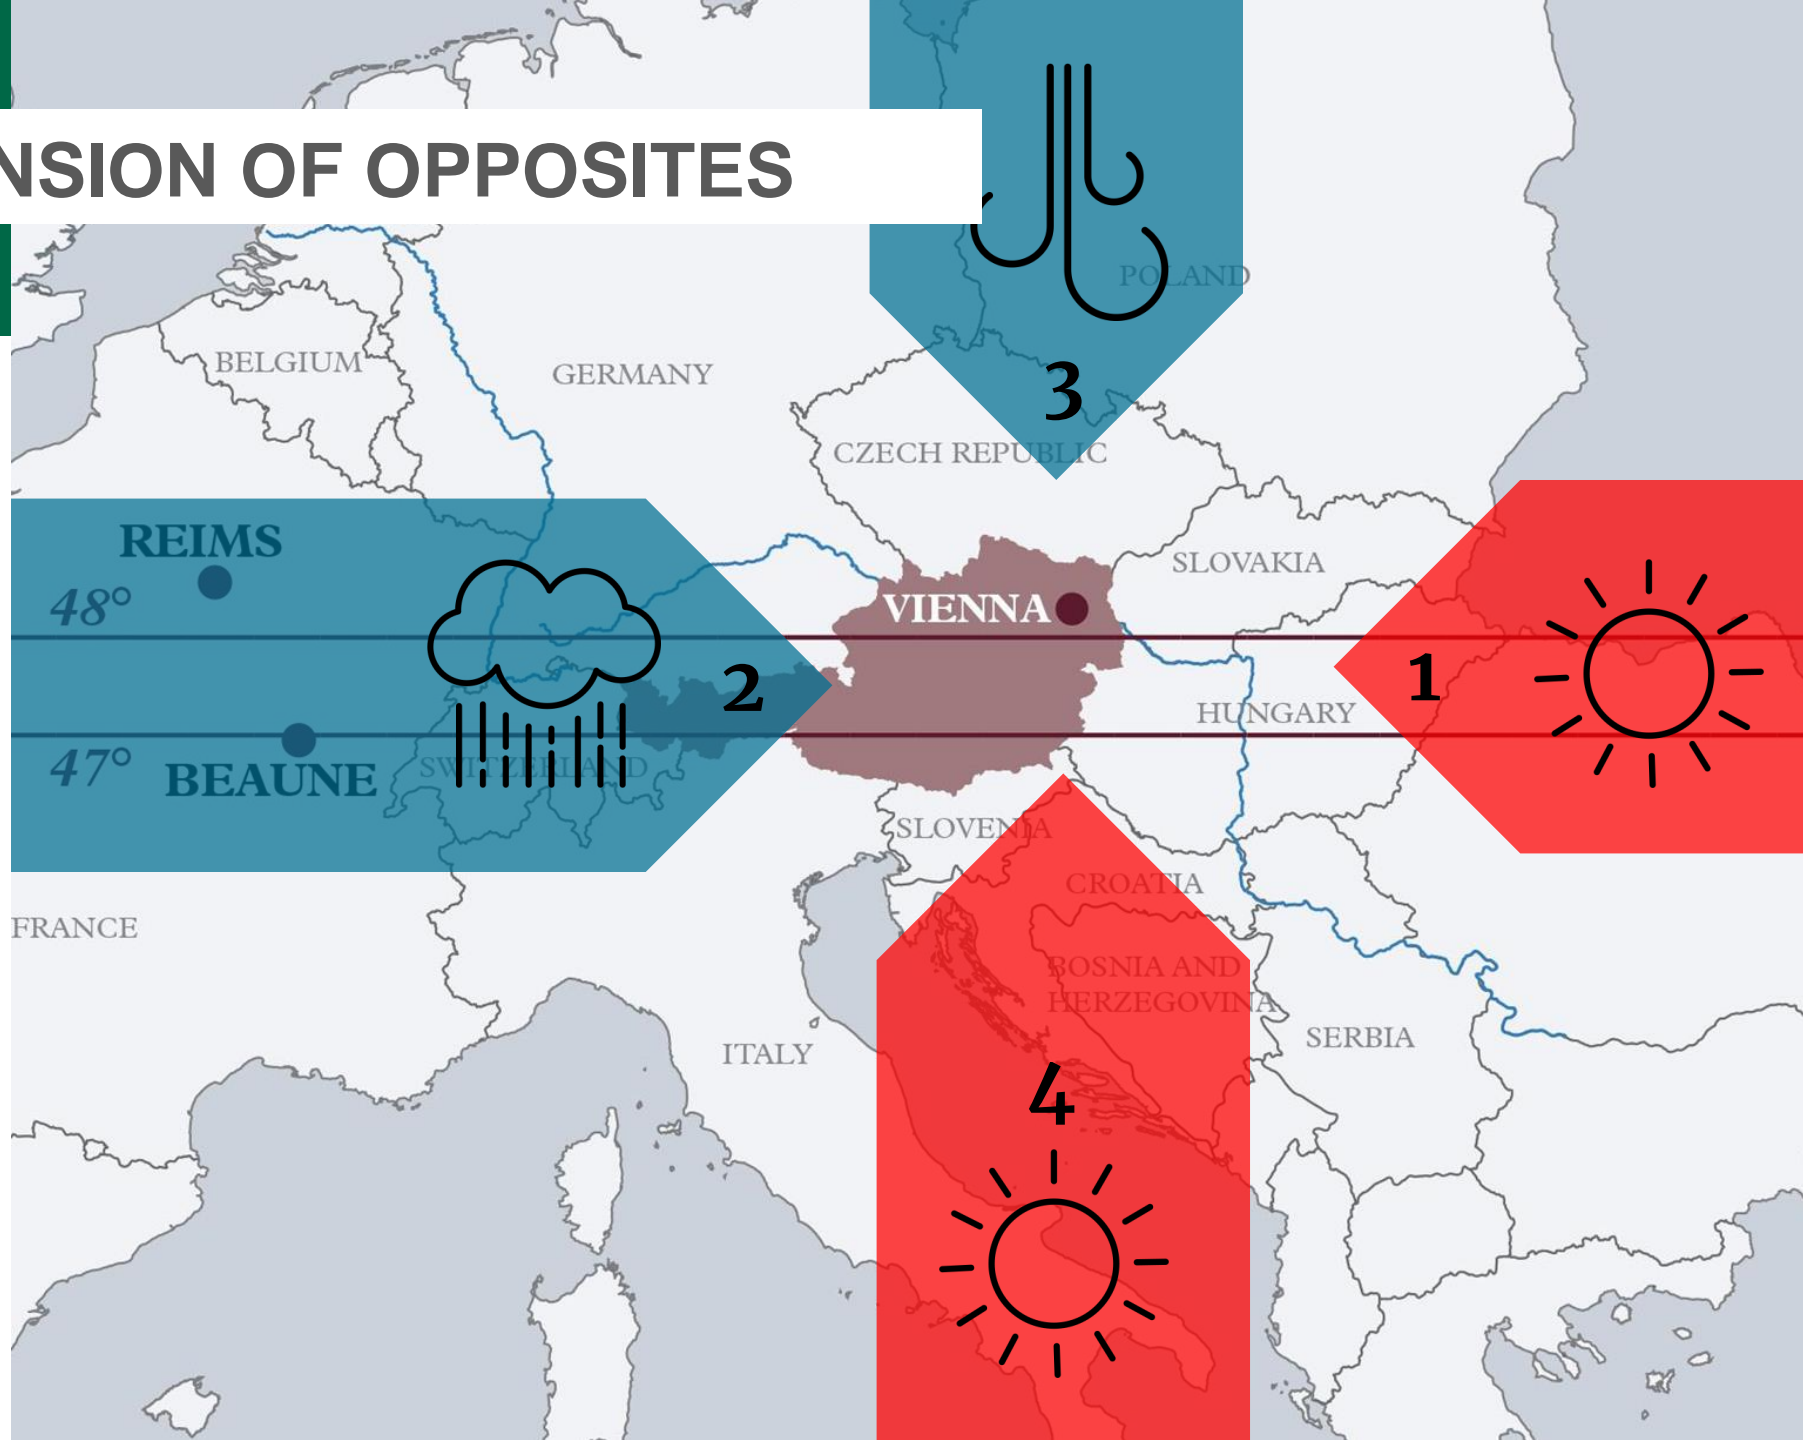 NSION OF OPPOSITES
POLAND
BELGIUM
GERMANY
3
CZECH REPUBLIC
REIMS
SLOVAKIA
48°
VIENNA
2
1
HUNGARY
47°
BEAUNE
SWITZERLAND
SLOVENIA
CROATIA
FRANCE
BOSNIA AND
HERZEGOVINA
SERBIA
ITALY
4